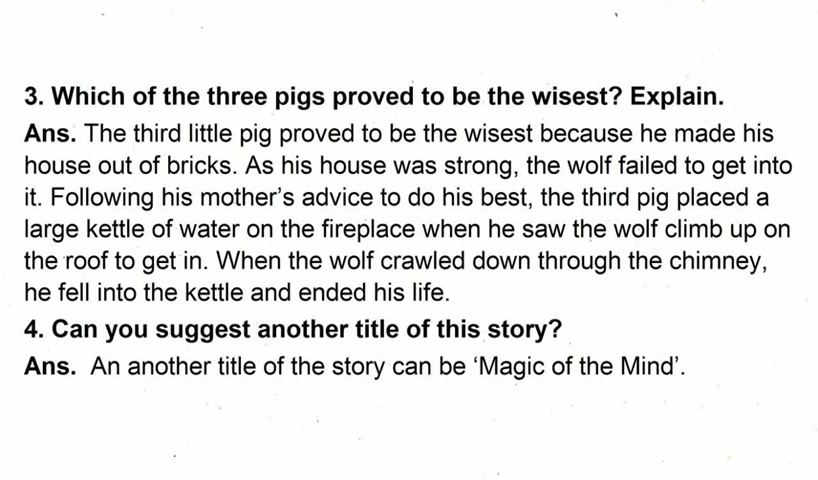 3. Which of the three pigs proved to be the wisest? Explain.
Ans. The third little pig proved to be the wisest because he made his
house out of bricks. As his house was strong, the wolf failed to get into
it. Following his mother’s advice to do his best, the third pig placed a
large kettle of water on the fireplace when he saw the wolf climb up on
the roof to get in. When the wolf crawled down through the chimney,
he fell into the kettle and ended his life.
4. Can you suggest another title of this story?
Ans. An another title of the story can be ‘Magic of the Mind’.